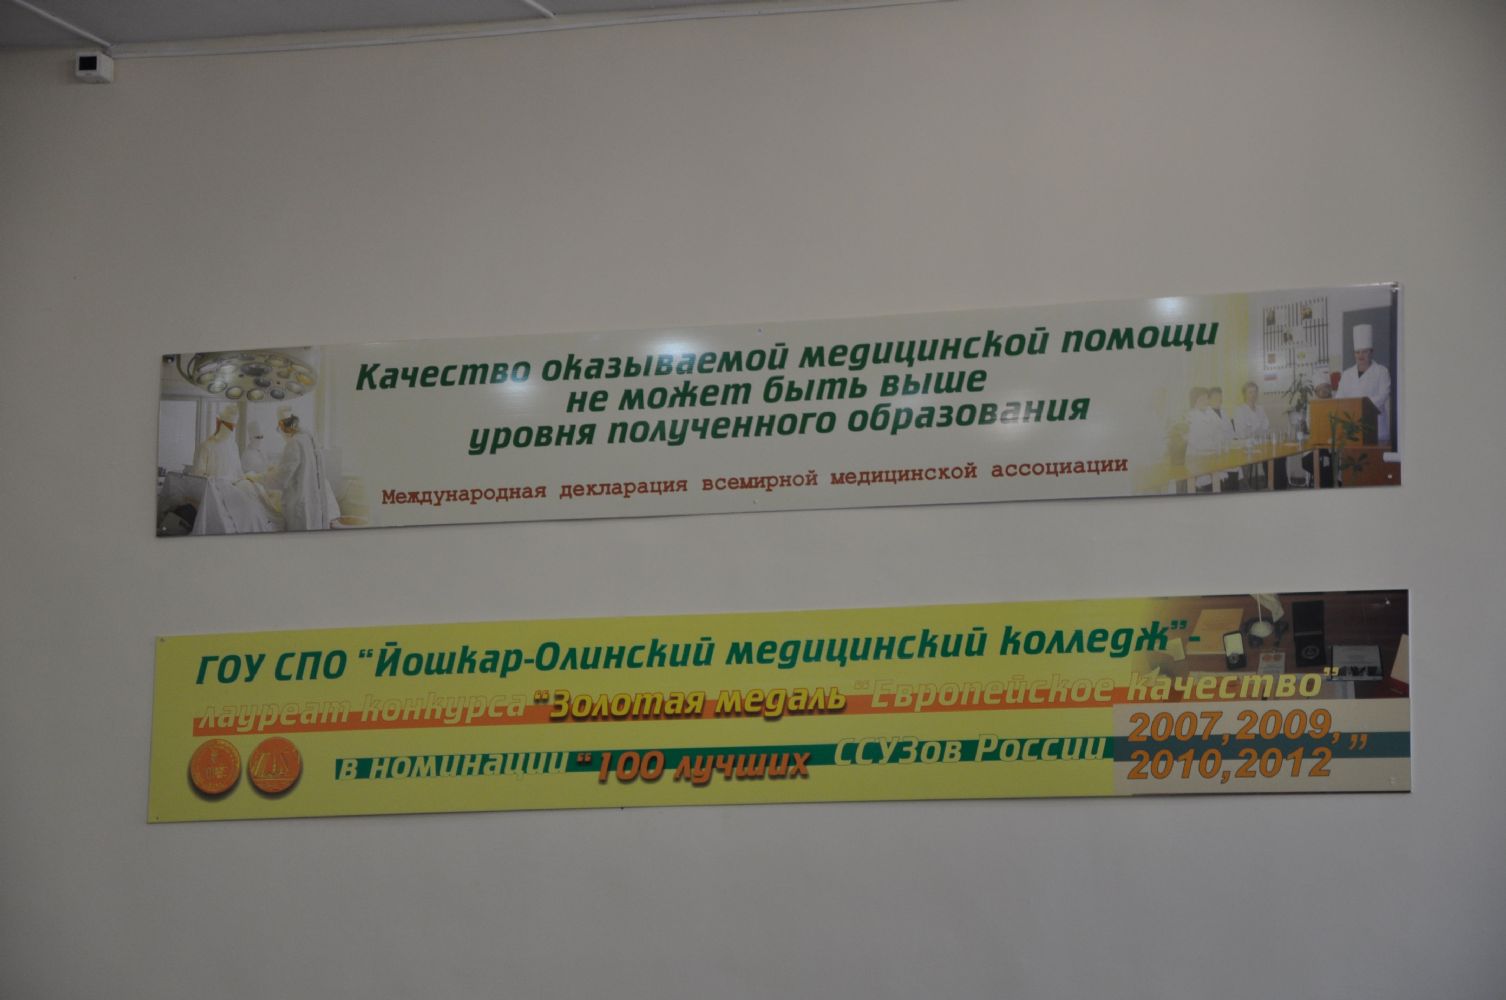 Качество оказываемой медицинской помощи
не может быть выше
уровня полученного образования
Международная декларация всемирной медицинской ассоциации
ГОУ СПО "Йошкар-Олинский медицинский колледж"-
лауреат конкурса "Золотая медаль "Европейское качество"
в номинации "100 лучших ССУЗов России 2007,2009,
2010,2012"